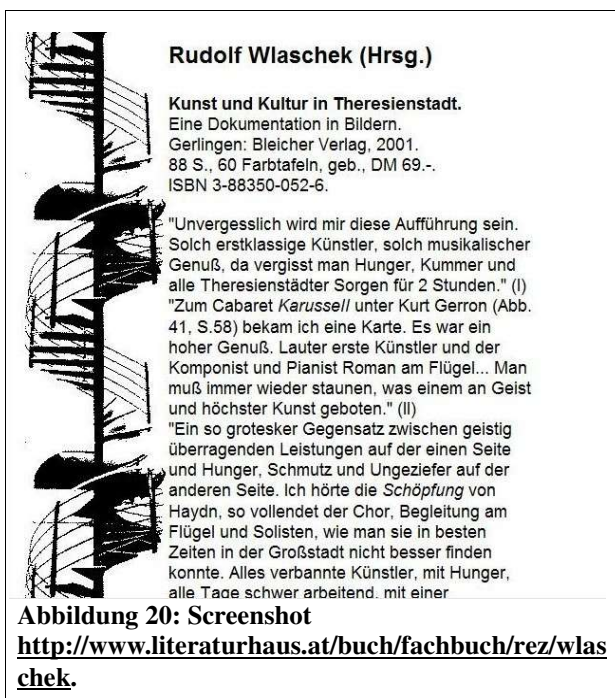 Rudolf Wlaschek (Hrsg.)
Kunst und Kultur in Theresienstadt.
Eine Dokumentation in Bildern.
Gerlingen: Bleicher Verlag, 2001.
88 S., 60 Farbtafeln, geb., DM 69.-.
ISBN 3-88350-052-6.
"Unvergesslich wird mir diese Aufführung sein.
Solch erstklassige Künstler, solch musikalischer
Genuß, da vergisst man Hunger, Kummer und
alle Theresienstädter Sorgen für 2 Stunden." (I)
"Zum Cabaret Karussell unter Kurt Gerron (Abb.
41, S.58) bekam ich eine Karte. Es war ein
hoher Genuß. Lauter erste Künstler und der
Komponist und Pianist Roman am Flügel... Man
muß immer wieder staunen, was einem an Geist
und höchster Kunst geboten." (II)
"Ein so grotesker Gegensatz zwischen geistig
überragenden Leistungen auf der einen Seite
und Hunger, Schmutz und Ungeziefer auf der
anderen Seite. Ich hörte die Schöpfung von
Haydn, so vollendet der Chor, Begleitung am
Flügel und Solisten, wie man sie in besten
Zeiten in der Großstadt nicht besser finden
konnte. Alles verbannte Künstler, mit Hunger,
alle Tage schwer arbeitend, mit einer
Abbildung 20: Screenshot
http://www.literaturhaus.at/buch/fachbuch/rez/wlas
chek.